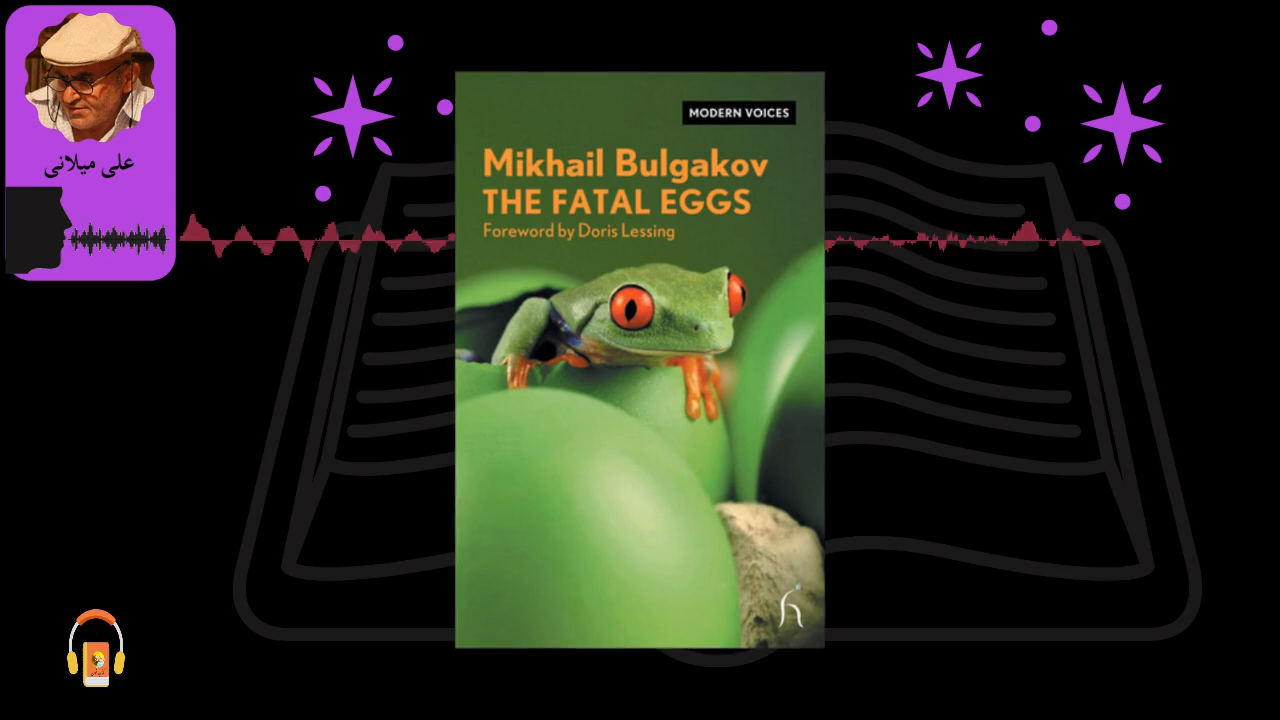 علی میلانی
MODERN VOICES
Mikhail Bulgakov
THE FATAL EGGS
Foreword by Doris Lessing